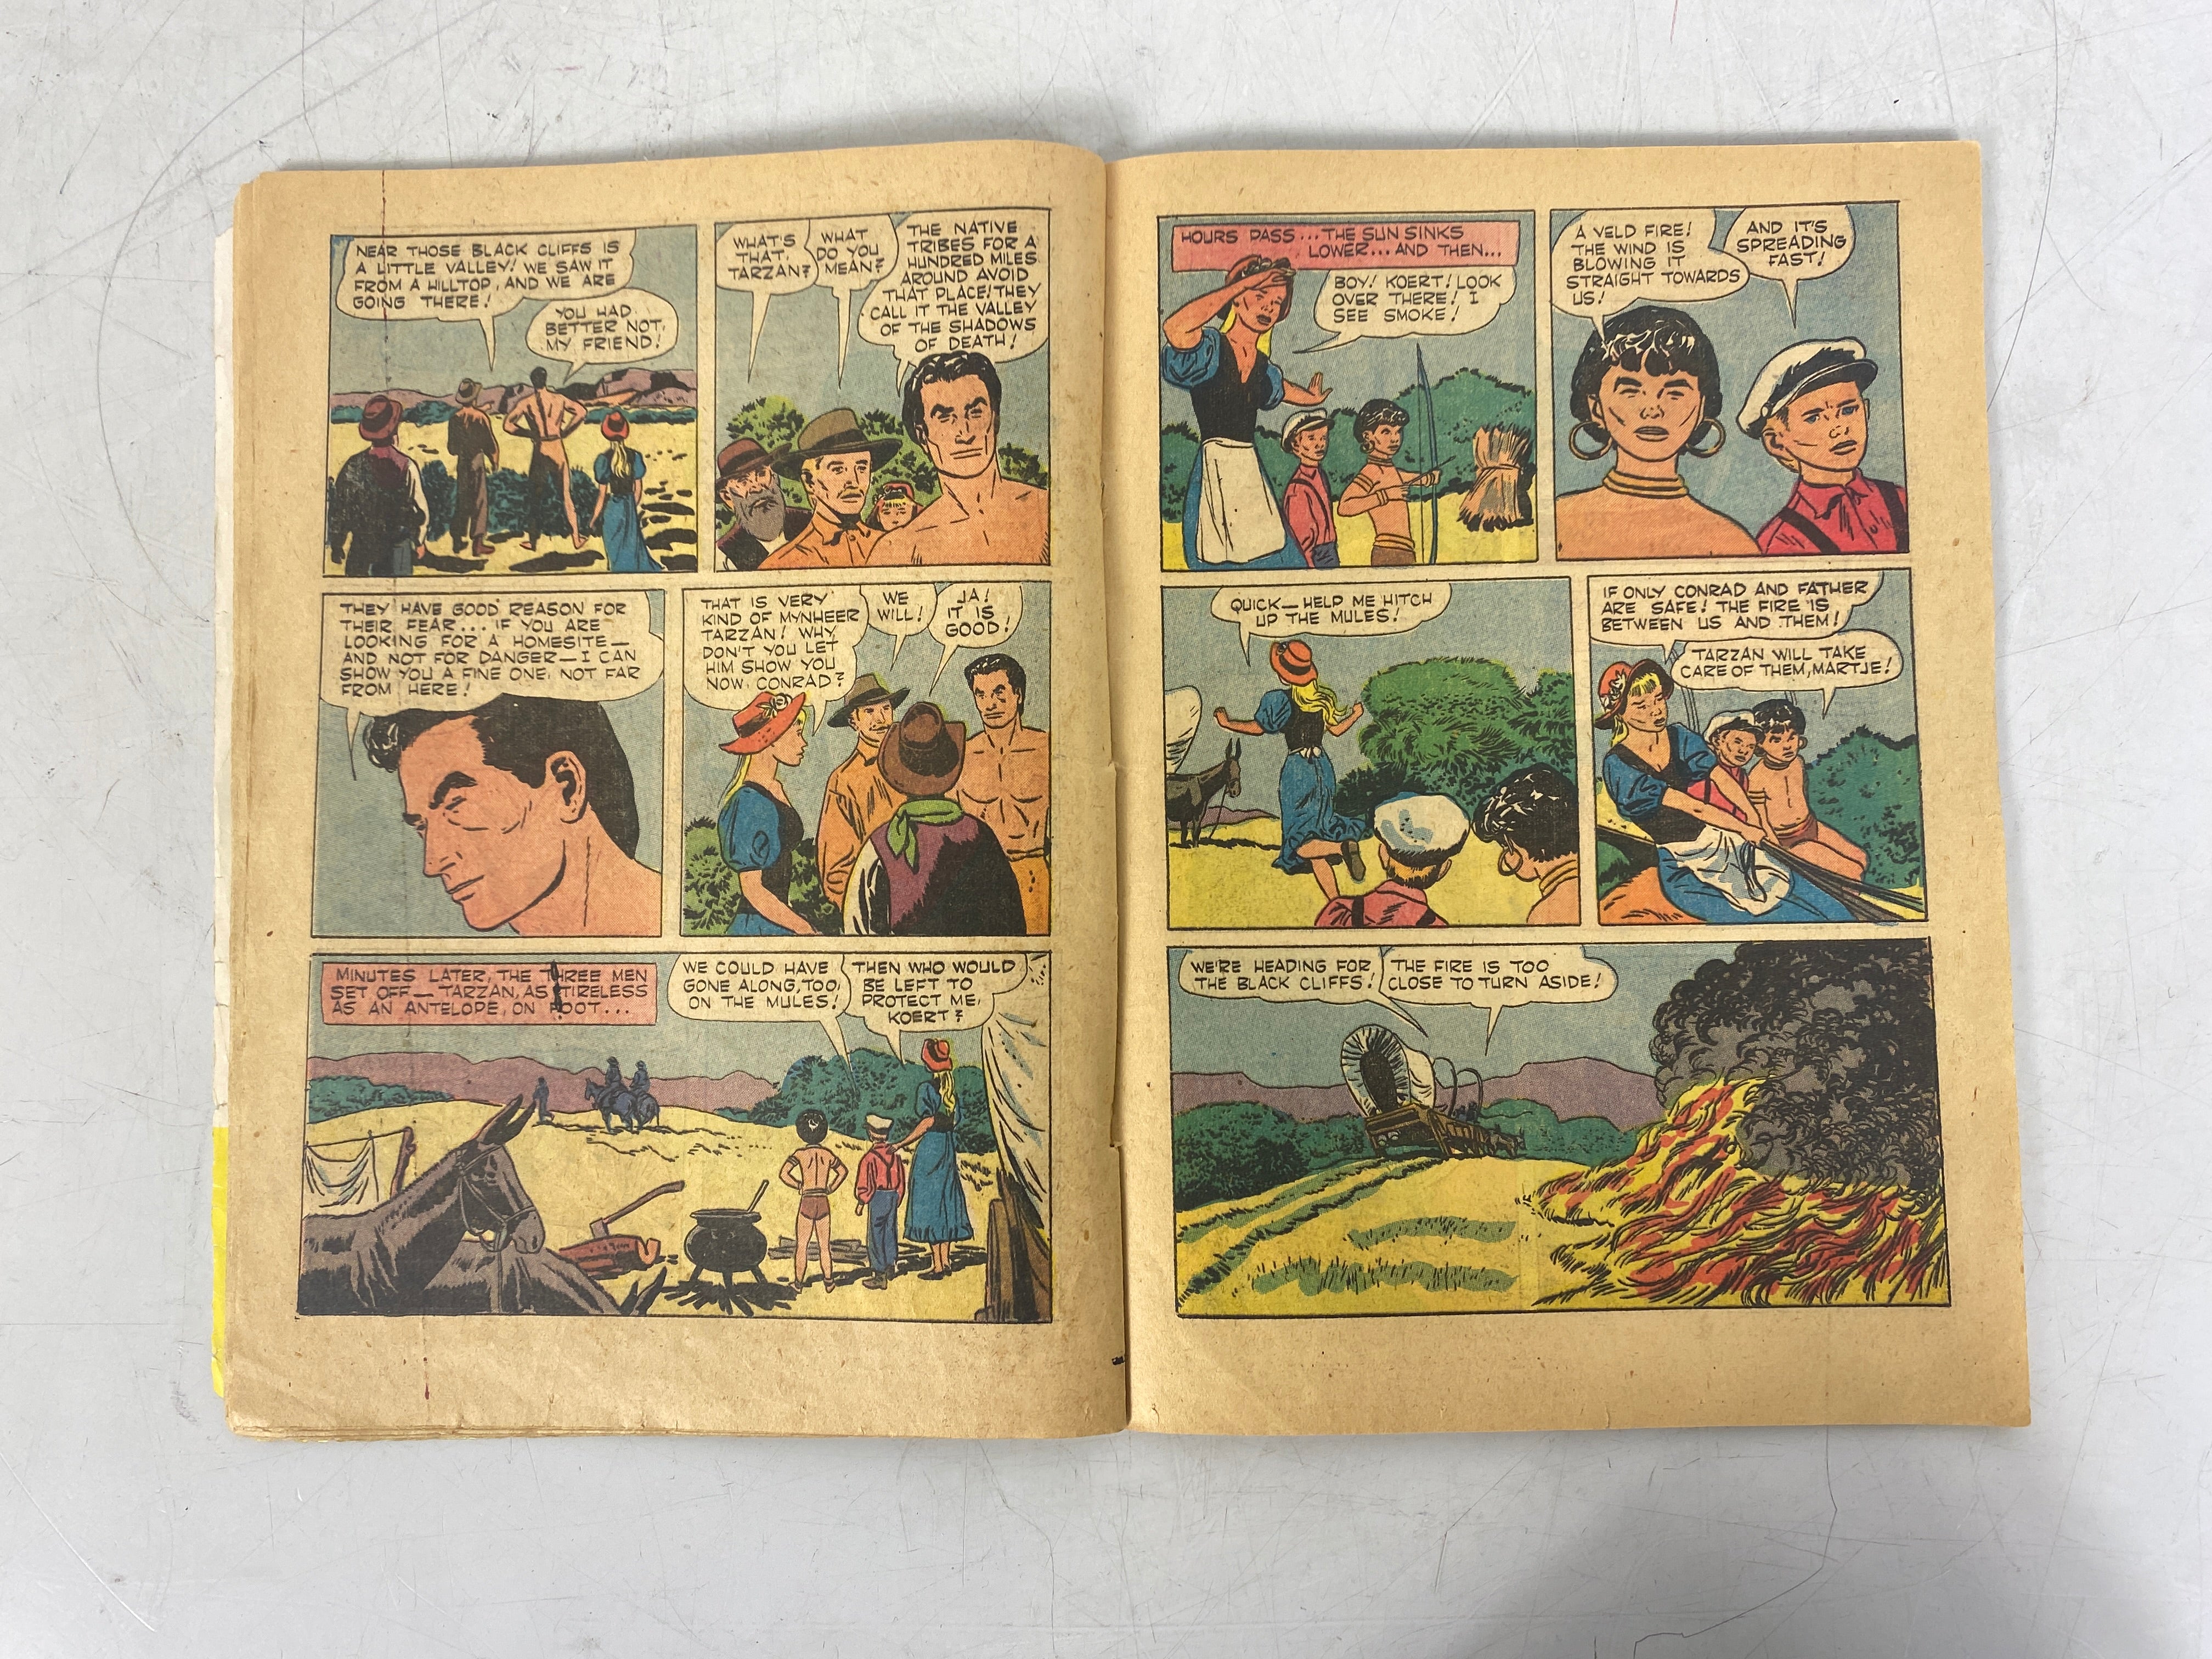 NEAR THOSE BLACK CLIFFS IS
A LITTLE VALLEY! WE SAW IT
FROM A HILLTOP, AND WE ARE
GOING THERE!
YOU HAD
BETTER NOT,
MY FRIEND!
WHAT'S
THAT,
TARZAN?
WHAT
DO YOU
MEAN?
THE NATIVE
TRIBES FOR A
HUNDRED MILES
AROUND AVOID
THAT PLACE! THEY
CALL IT THE VALLEY
OF THE SHADOWS
OF DEATH!
THEY HAVE GOOD REASON FOR
THEIR FEAR... IF YOU ARE
LOOKING FOR A HOMESITE—
AND NOT FOR DANGER—I CAN
SHOW YOU A FINE ONE, NOT FAR
FROM HERE!
THAT IS VERY
KIND OF MYNHEER
TARZAN! WHY
DON'T YOU LET
HIM SHOW YOU
NOW, CONRAD?
WE
WILL!
JA!
IT IS
GOOD!
MINUTES LATER, THE THREE MEN
SET OFF— TARZAN, AS TIRELESS
AS AN ANTELOPE, ON FOOT...
WE COULD HAVE
GONE ALONG, TOO,
ON THE MULES!
THEN WHO WOULD
BE LEFT TO
PROTECT ME,
KOERT?
HOURS PASS...THE SUN SINKS
LOWER...AND THEN...
BOY! KOERT! LOOK
OVER THERE! I
SEE SMOKE!
A VELD FIRE!
THE WIND IS
BLOWING IT
STRAIGHT TOWARDS
US!
AND IT'S
SPREADING
FAST!
QUICK—HELP ME HITCH
UP THE MULES!
IF ONLY CONRAD AND FATHER
ARE SAFE! THE FIRE IS
BETWEEN US AND THEM!
TARZAN WILL TAKE
CARE OF THEM, MARTJE!
WE'RE HEADING FOR
THE BLACK CLIFFS!
THE FIRE IS TOO
CLOSE TO TURN ASIDE!